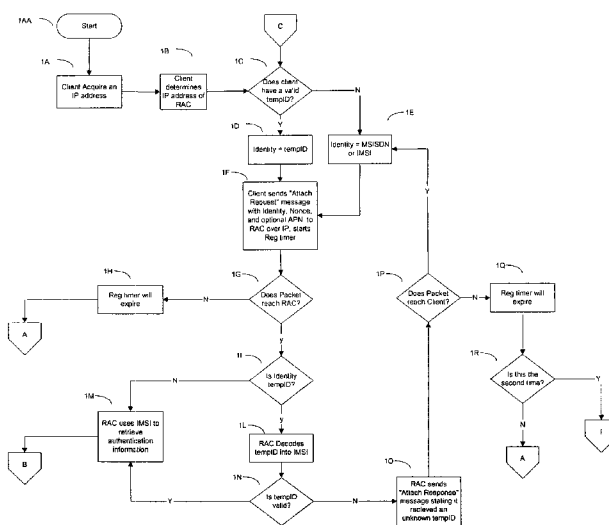 1AA
Start
1A
Client Acquire an
IP address
1B
Client
determines
IP address of
RAC
C
1C
Does client
have a valid
tempID?
N
Y
1D
Identity = tempID
1E
Identity = MSISDN
or IMSI
1F
Client sends "Attach
Request" message
with Identity, Nonce,
and optional APN to
RAC over IP, starts
Reg timer
1G
Does Packet
reach RAC?
N
1H
Reg timer will
expire
A
y
1I
Is Identity
tempID?
N
y
1M
RAC uses IMSI to
retrieve
authentication
information
B
1L
RAC Decodes
tempID into IMSI
1N
Is tempID
valid?
Y
N
1O
RAC sends
"Attach Response"
message stating it
recieved an
unknown tempID
1P
Does Packet
reach Client?
Y
N
1Q
Reg timer will
expire
1R
Is this the
second time?
Y
N
A